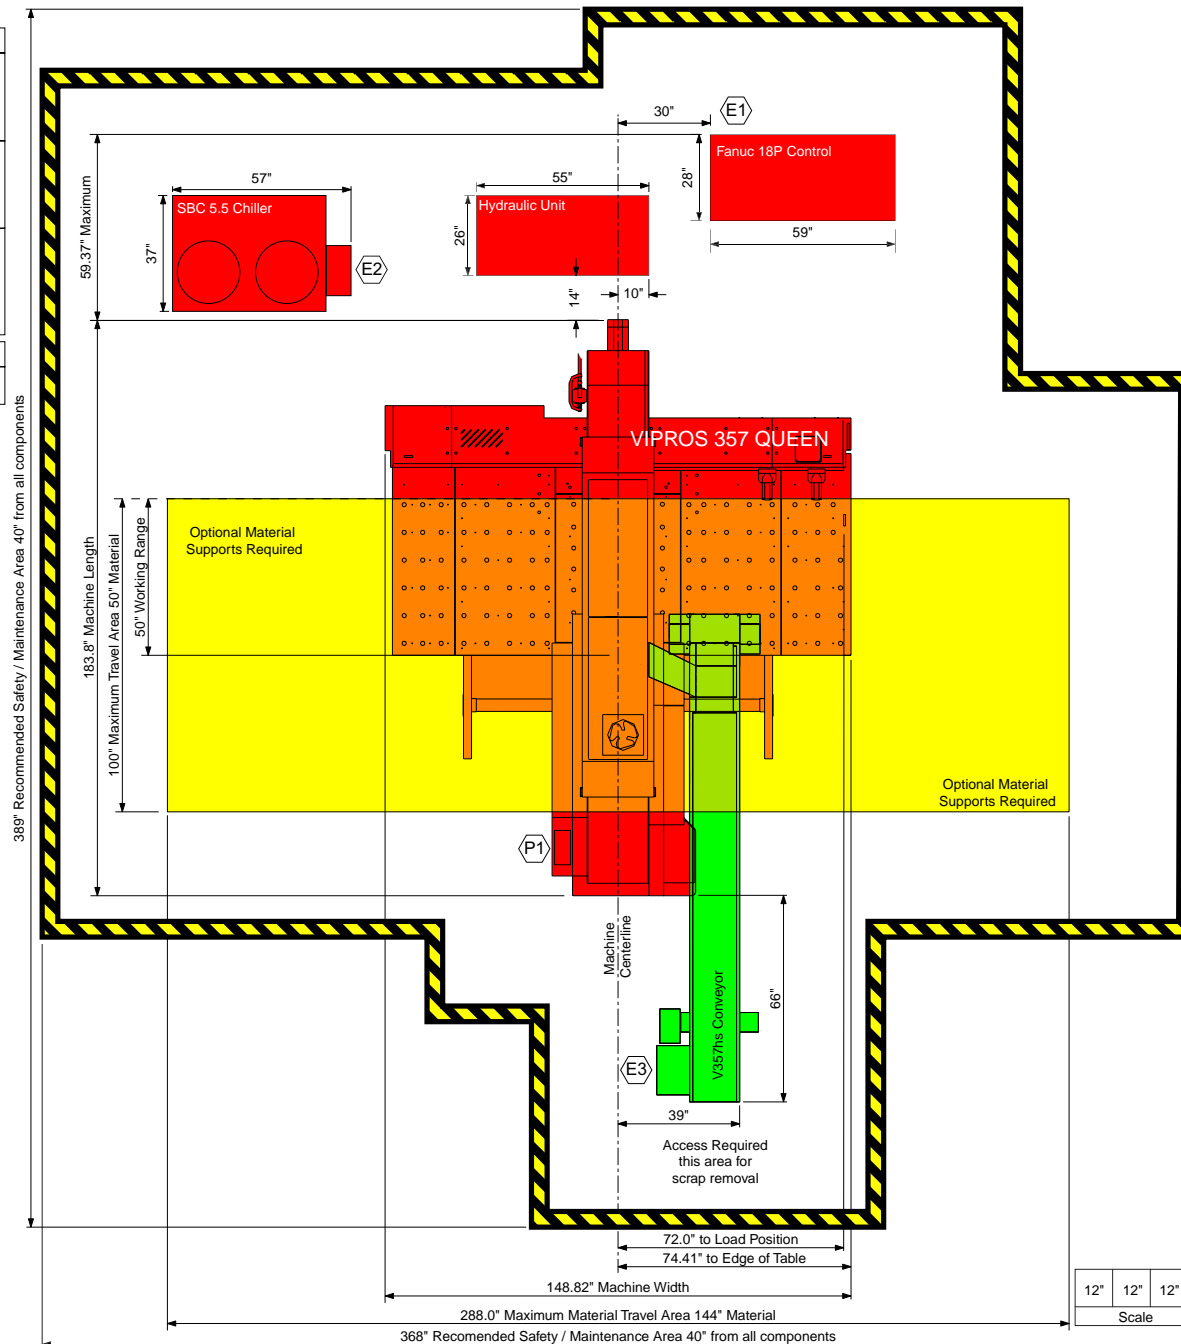 30"
E1
Fanuc 18P Control
28"
59"
57"
SBC 5.5 Chiller
37"
E2
55"
Hydraulic Unit
26"
14"
10"
59.37" Maximum
VIPROS 357 QUEEN
389" Recommended Safety / Maintenance Area 40" from all components
183.8" Machine Length
100" Maximum Travel Area 50" Material
50" Working Range
Optional Material
Supports Required
Optional Material
Supports Required
P1
Machine
Centerline
V357hs Conveyor
66"
E3
39"
Access Required
this area for
scrap removal
72.0" to Load Position
74.41" to Edge of Table
148.82" Machine Width
288.0" Maximum Material Travel Area 144" Material
368" Recomended Safety / Maintenance Area 40" from all components
12" 12" 12"
Scale